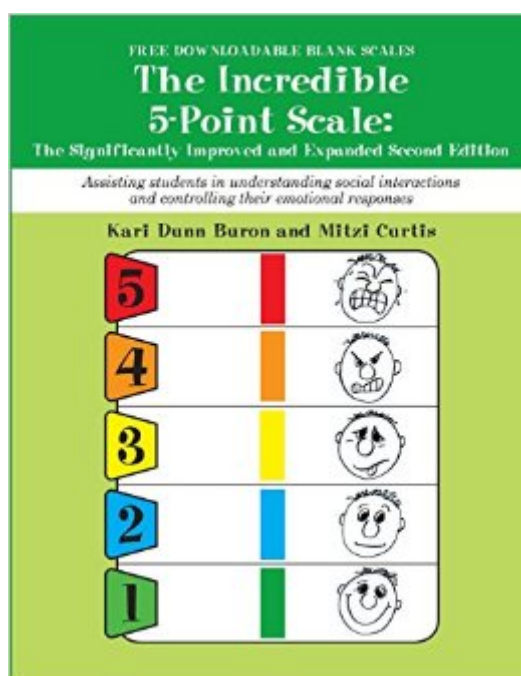 FREE DOWNLOADABLE BLANK SCALES
The Incredible
5-Point Scale:
The Significantly Improved and Expanded Second Edition
Assisting students in understanding social interactions
and controlling their emotional responses
Kari Dunn Buron and Mitzi Curtis
5
4
3
2
1